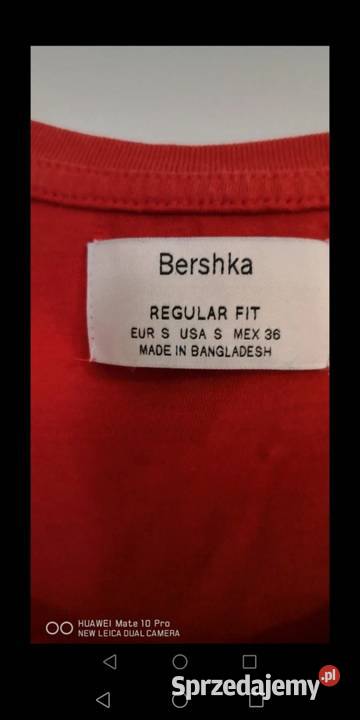 Bershka
REGULAR FIT
EUR S USA S MEX 36
MADE IN BANGLADESH
HUAWEI Mate 10 Pro
NEW LEICA DUAL CAMERA
Sprzedajemy.pl